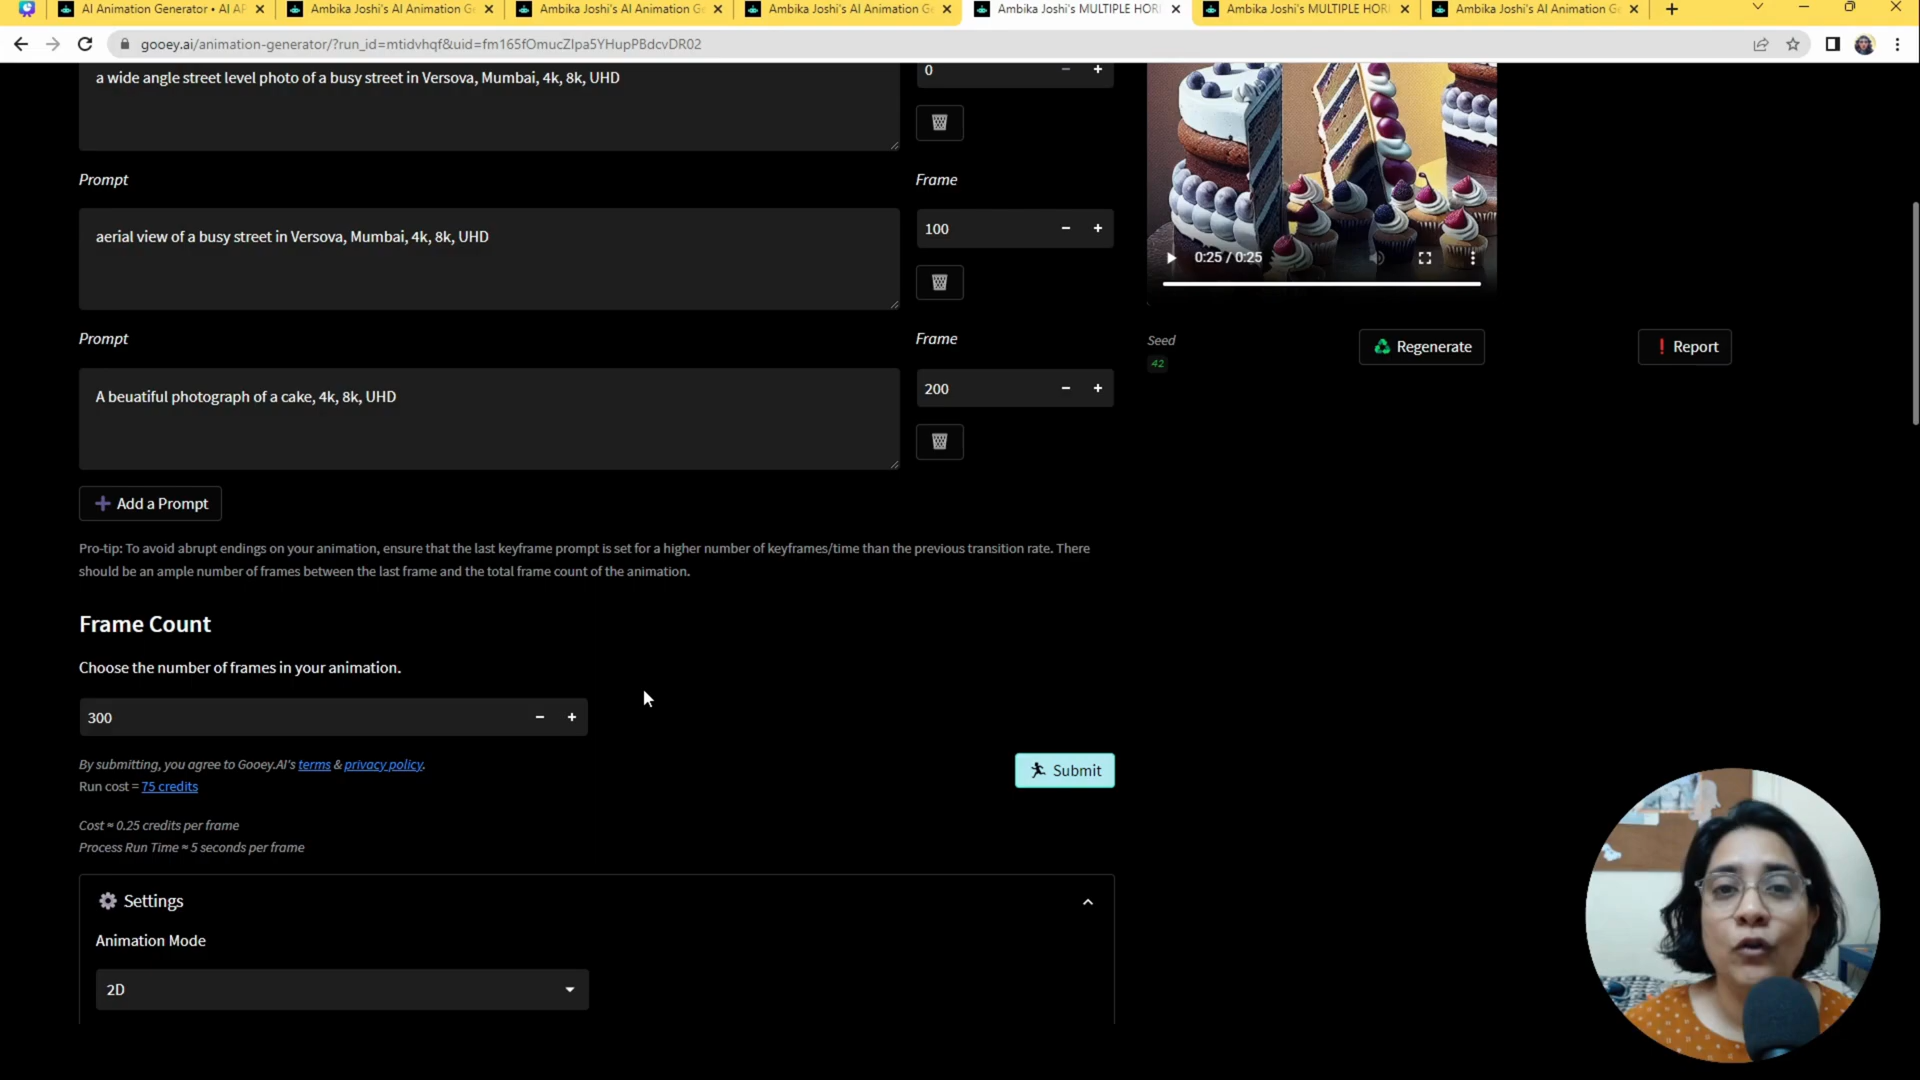 AI Animation Generator • AI AP
Ambika Joshi's AI Animation Ge
Ambika Joshi's AI Animation Ge
Ambika Joshi's AI Animation Ge
Ambika Joshi's MULTIPLE HORI
Ambika Joshi's MULTIPLE HORI
Ambika Joshi's AI Animation Ge
gooey.ai/animation-generator/?run_id=mtidvhqf&uid=fm165fOmucZIpa5YHupPBdcvDR02
a wide angle street level photo of a busy street in Versova, Mumbai, 4k, 8k, UHD
0
Prompt
Frame
aerial view of a busy street in Versova, Mumbai, 4k, 8k, UHD
100
0:25 / 0:25
Prompt
Frame
Seed
Regenerate
Report
42
A beuatiful photograph of a cake, 4k, 8k, UHD
200
Add a Prompt
Pro-tip: To avoid abrupt endings on your animation, ensure that the last keyframe prompt is set for a higher number of keyframes/time than the previous transition rate. There
should be an ample number of frames between the last frame and the total frame count of the animation.
Frame Count
Choose the number of frames in your animation.
300
By submitting, you agree to Gooey.AI's terms & privacy policy.
Run cost = 75 credits
Submit
Cost ≈ 0.25 credits per frame
Process Run Time ≈ 5 seconds per frame
Settings
Animation Mode
2D